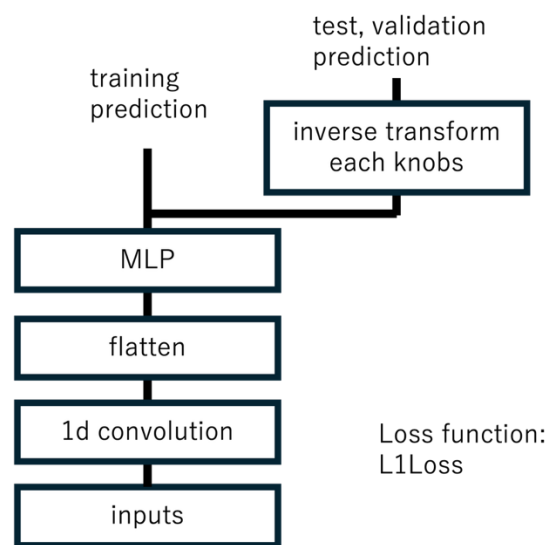 test, validation
prediction
training
prediction
inverse transform
each knobs
MLP
flatten
1d convolution
Loss function:
L1Loss
inputs